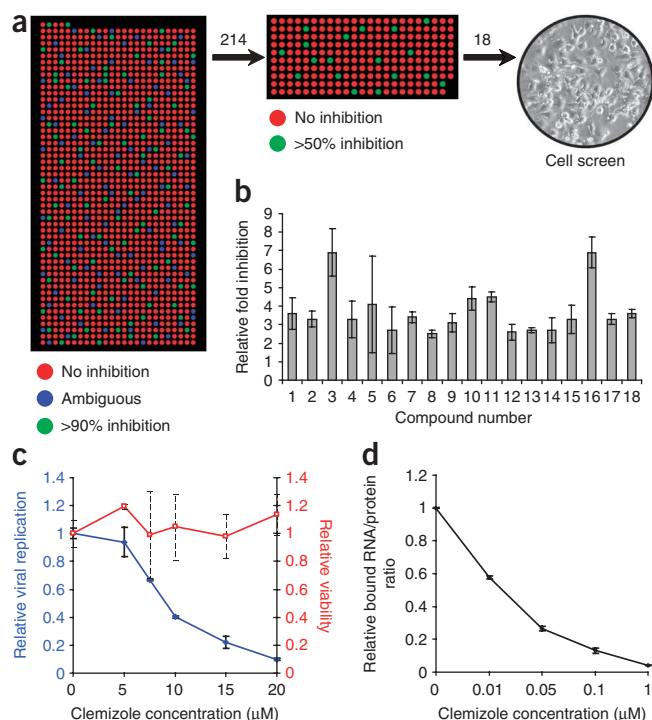 a
214
18
No inhibition
>50% inhibition
Cell screen
No inhibition
Ambiguous
>90% inhibition
b
Relative fold inhibition
9
8
7
6
5
4
3
2
1
0
1 2 3 4 5 6 7 8 9 10 11 12 13 14 15 16 17 18
Compound number
c
Relative viral replication
1.4
1.2
1
0.8
0.6
0.4
0.2
0
1.4
1.2
1
0.8
0.6
0.4
0.2
0
Relative viability
0 5 10 15 20
Clemizole concentration (μM)
d
Relative bound RNA/protein
ratio
1.2
1
0.8
0.6
0.4
0.2
0
0 0.01 0.05 0.1 1
Clemizole concentration (μM)